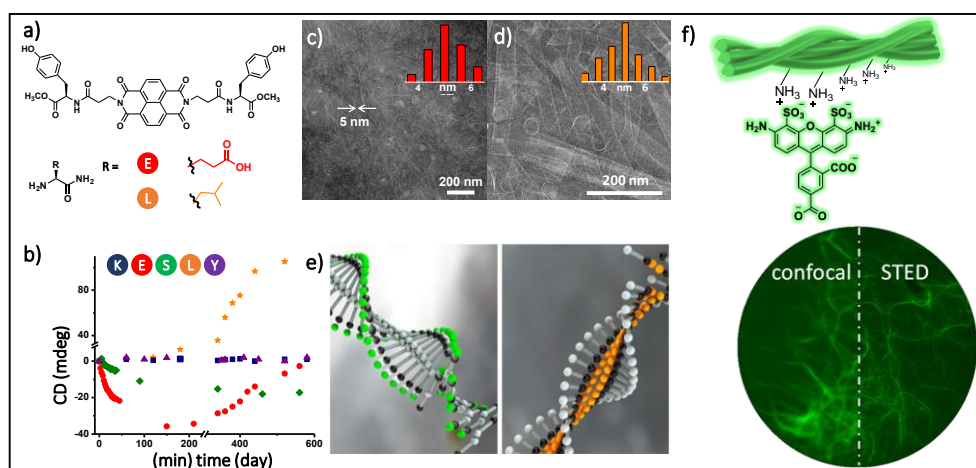 a)
HO
OH
H₃CO
O
N
H
O
O
N
O
O
N
O
O
N
H
O
OCH₃
R
H₂N
NH₂
O
R=
E
O
OH
L
b)
K E S L Y
CD (mdeg)
80
40
0
-20
-40
0 100 200 400 600
(min) time (day)
c)
4 nm 6
5 nm
200 nm
d)
4 nm 6
200 nm
e)
f)
NH₃
+
NH₃
+
NH₃
+
NH₃
+
NH₃
+
SO₃⁻
SO₃⁻
H₂N
O
NH₂⁺
COO⁻
O⁻
O
confocal
STED